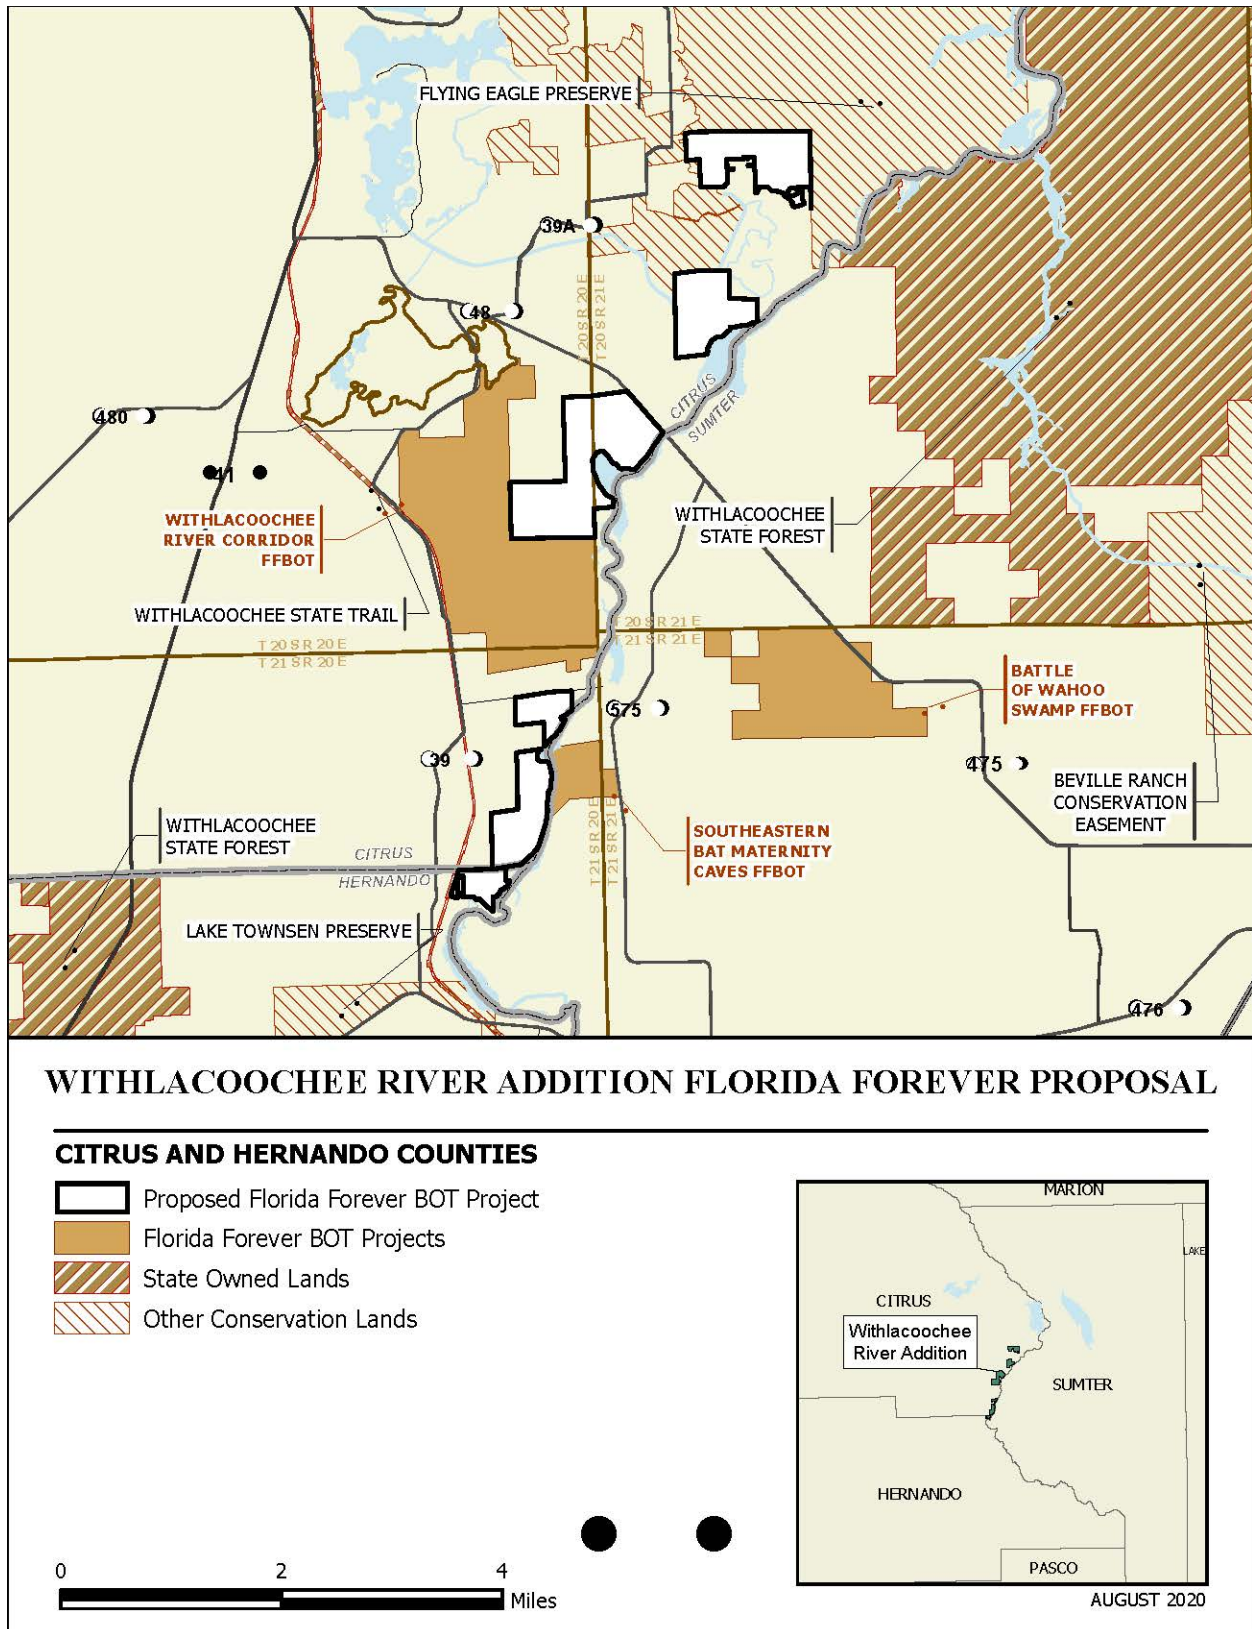 FLYING EAGLE PRESERVE
39A
T 20 S R 20 E
T 20 S R 21 E
48
CITRUS
SUMTER
480
41
WITHLACOOCHEE
RIVER CORRIDOR
FFBOT
WITHLACOOCHEE
STATE FOREST
WITHLACOOCHEE STATE TRAIL
T 20 S R 20 E
T 21 S R 20 E
T 20 S R 21 E
T 21 S R 21 E
BATTLE
OF WAHOO
SWAMP FFBOT
575
39
475
BEVILLE RANCH
CONSERVATION
EASEMENT
WITHLACOOCHEE
STATE FOREST
SOUTHEASTERN
BAT MATERNITY
CAVES FFBOT
T 21 S R 20 E
T 21 S R 21 E
CITRUS
HERNANDO
LAKE TOWNSEN PRESERVE
476
WITHLACOOCHEE RIVER ADDITION FLORIDA FOREVER PROPOSAL
CITRUS AND HERNANDO COUNTIES
Proposed Florida Forever BOT Project
Florida Forever BOT Projects
State Owned Lands
Other Conservation Lands
MARION
LAKE
CITRUS
Withlacoochee
River Addition
SUMTER
HERNANDO
PASCO
0 2 4
Miles
AUGUST 2020